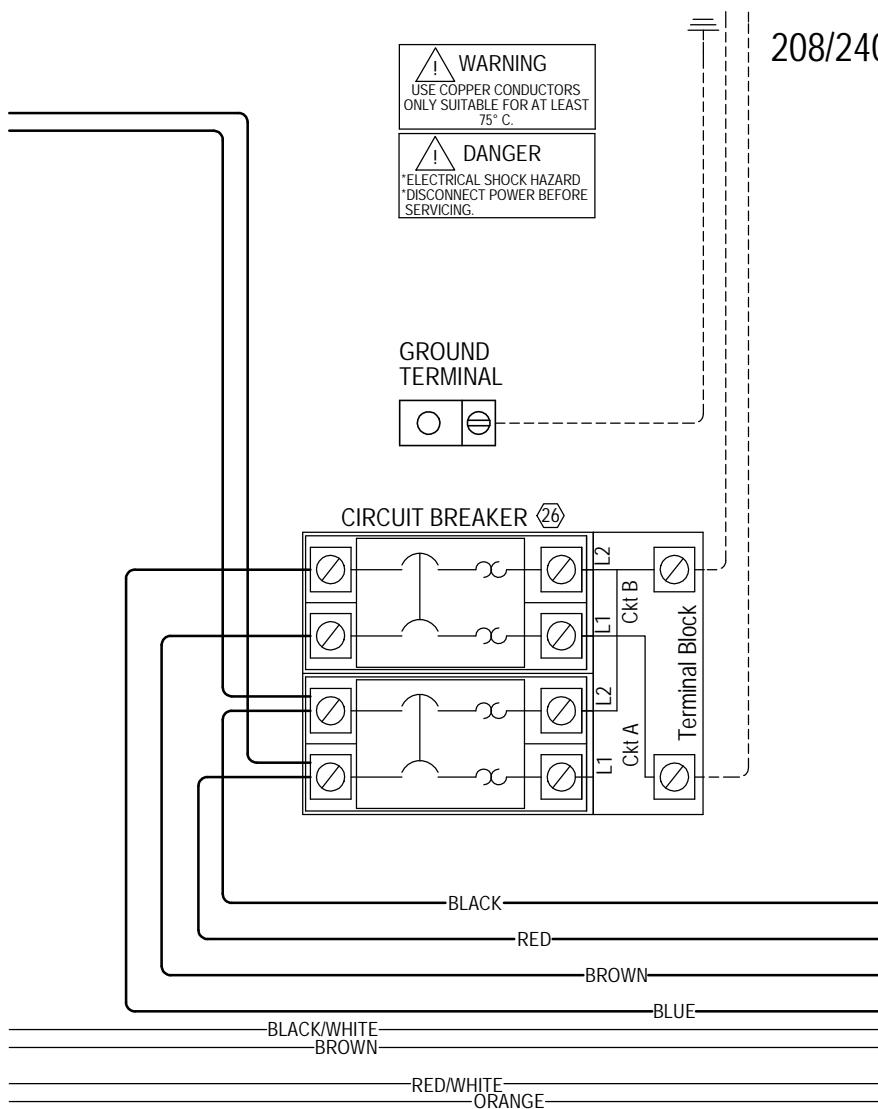 208/240
WARNING
!
USE COPPER CONDUCTORS
ONLY SUITABLE FOR AT LEAST
75° C.
DANGER
!
*ELECTRICAL SHOCK HAZARD
*DISCONNECT POWER BEFORE
SERVICING.
GROUND
TERMINAL
CIRCUIT BREAKER 26
L2
Ckt B
L1
Terminal Block
L2
Ckt A
L1
BLACK
RED
BROWN
BLUE
BLACK/WHITE
BROWN
RED/WHITE
ORANGE